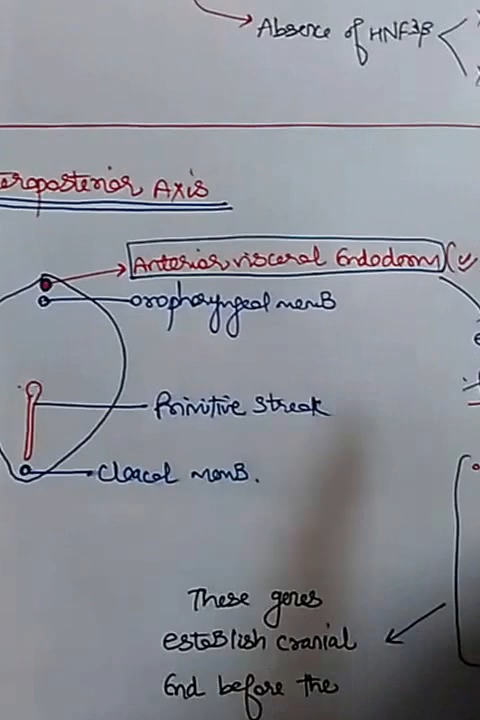 Absence of HNF3β
eroposterior Axis
Anterior visceral Endoderm (
oropharyngeal memB
Primitive Streak
Cloacal memB.
These genes
establish cranial
End before the